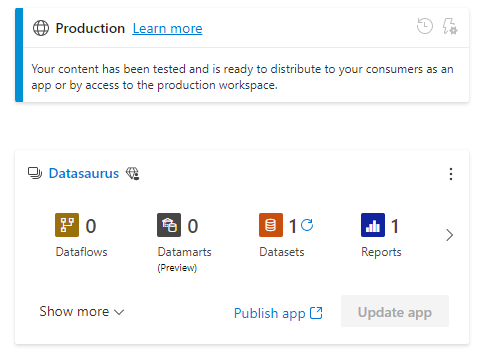 Production Learn more
Your content has been tested and is ready to distribute to your consumers as an
app or by access to the production workspace.
Datasaurus
0 0 1 1
Dataflows Datamarts Datasets Reports
(Preview)
Show more Publish app Update app